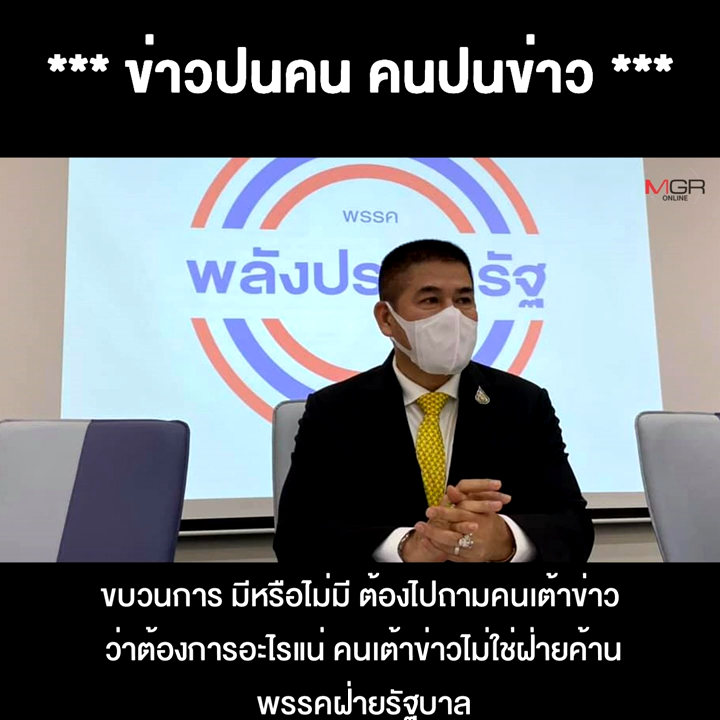 *** ข่าวปนคน คนปนข่าว ***
MGR
ONLINE
พรรค
พลังปร รัฐ
ขบวนการ มีหรือไม่มี ต้องไปถามคนเต้าข่าว
ว่าต้องการอะไรแน่ คนเต้าข่าวไม่ใช่ฝ่ายค้าน
พรรคฝ่ายรัฐบาล